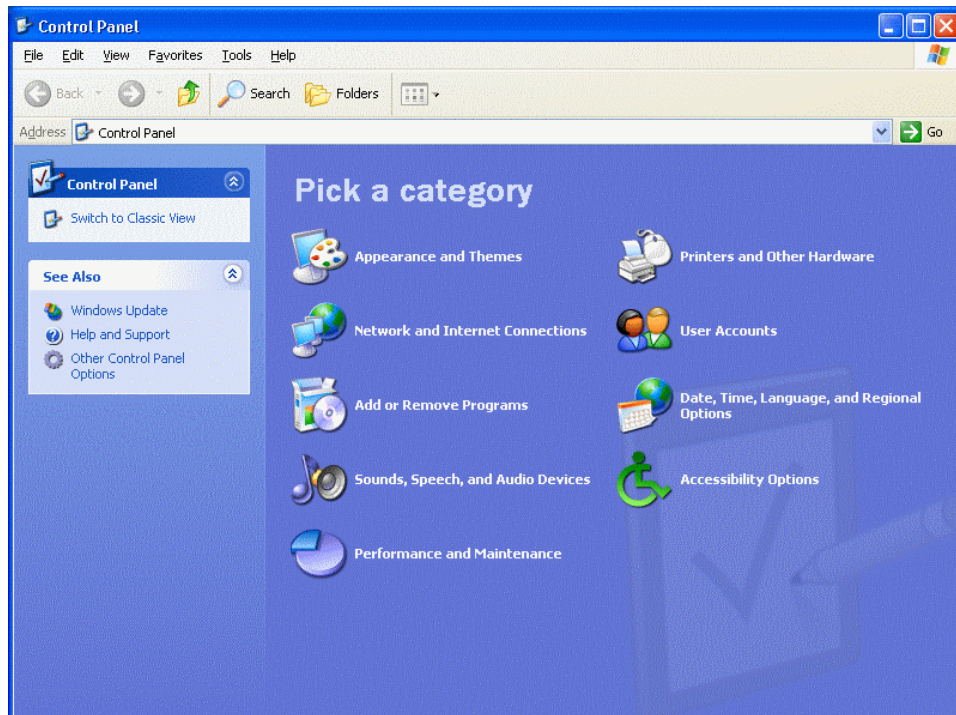 Control Panel
File Edit View Favorites Tools Help
Back Search Folders
Address Control Panel Go
Control Panel
Switch to Classic View
See Also
Windows Update
Help and Support
Other Control Panel
Options
Pick a category
Appearance and Themes
Printers and Other Hardware
Network and Internet Connections
User Accounts
Add or Remove Programs
Date, Time, Language, and Regional
Options
Sounds, Speech, and Audio Devices
Accessibility Options
Performance and Maintenance